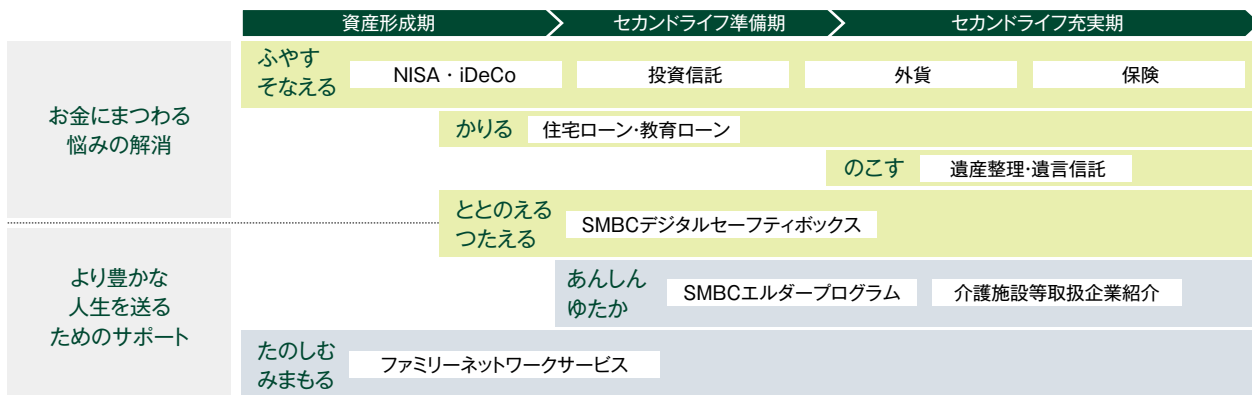 資産形成期
セカンドライフ準備期
セカンドライフ充実期
お金にまつわる
悩みの解消
ふやす
そなえる
NISA・iDeCo
投資信託
外貨
保険
かりる
住宅ローン・教育ローン
のこす
遺産整理・遺言信託
ととのえる
つたえる
SMBCデジタルセーフティボックス
より豊かな
人生を送る
ためのサポート
あんしん
ゆたか
SMBCエルダープログラム
介護施設等取扱企業紹介
たのしむ
みまもる
ファミリーネットワークサービス